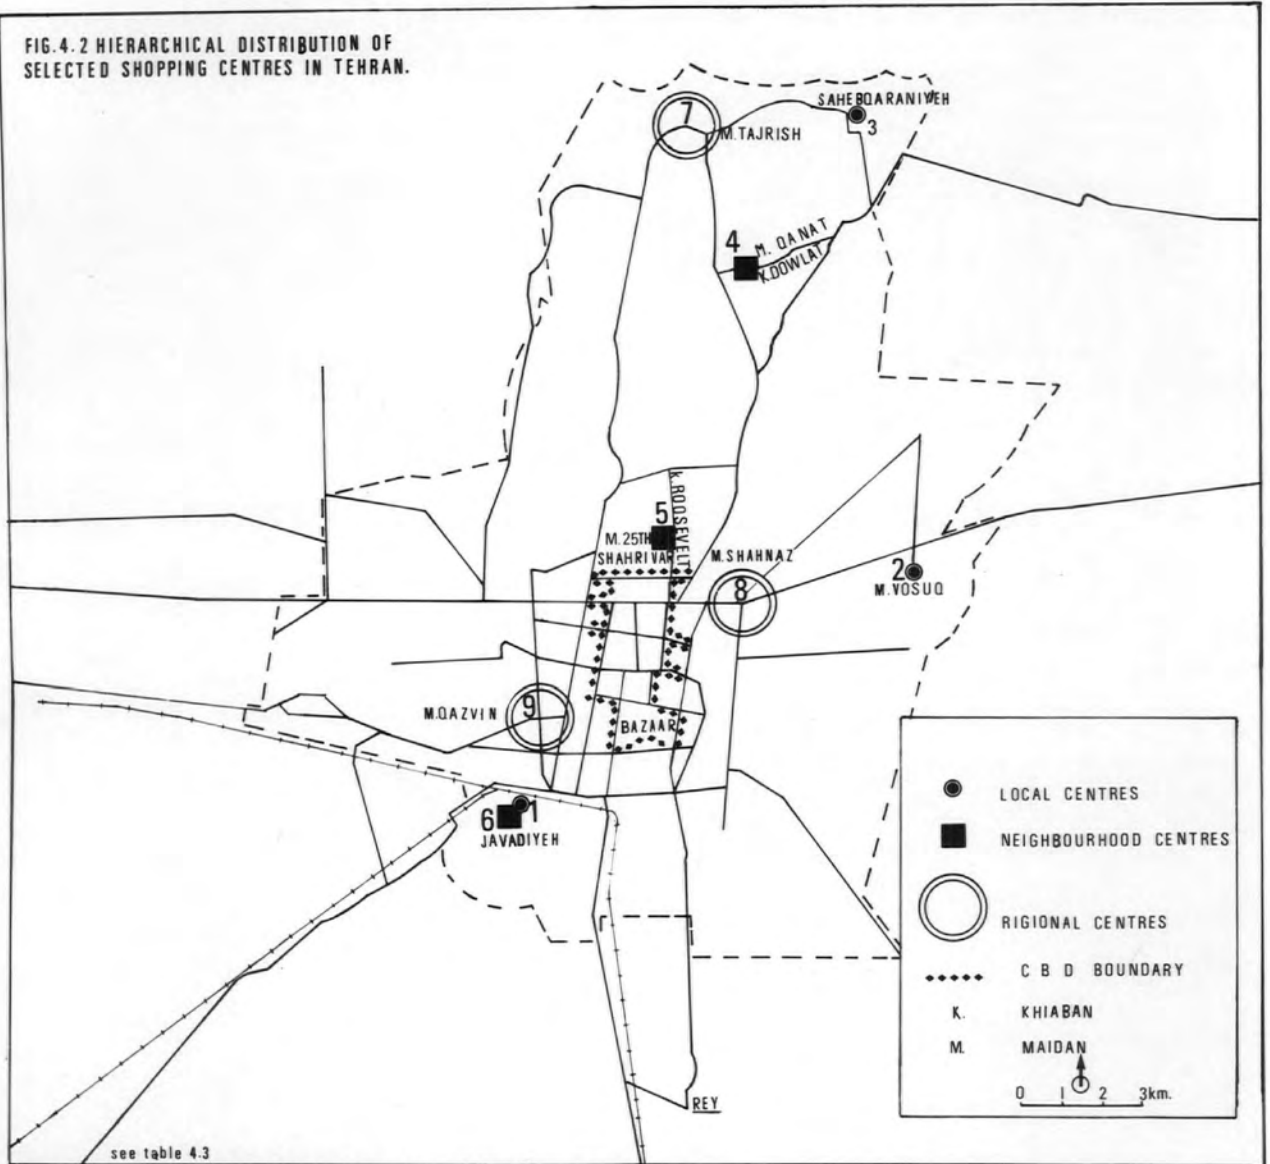 FIG.4.2 HIERARCHICAL DISTRIBUTION OF
SELECTED SHOPPING CENTRES IN TEHRAN.
SAHEBQARANIYEH
3
7
M.TAJRISH
4
M. QANAT
K.DOWLAT
K.ROOSEVELT
5
M.25TH
SHAHRIVAR
M.SHAHNAZ
8
2
M.VOSUQ
9
M.QAZVIN
BAZAAR
6
1
JAVADIYEH
REY
LOCAL CENTRES
NEIGHBOURHOOD CENTRES
RIGIONAL CENTRES
C B D BOUNDARY
K. KHIABAN
M. MAIDAN
0 1 2 3km.
see table 4.3